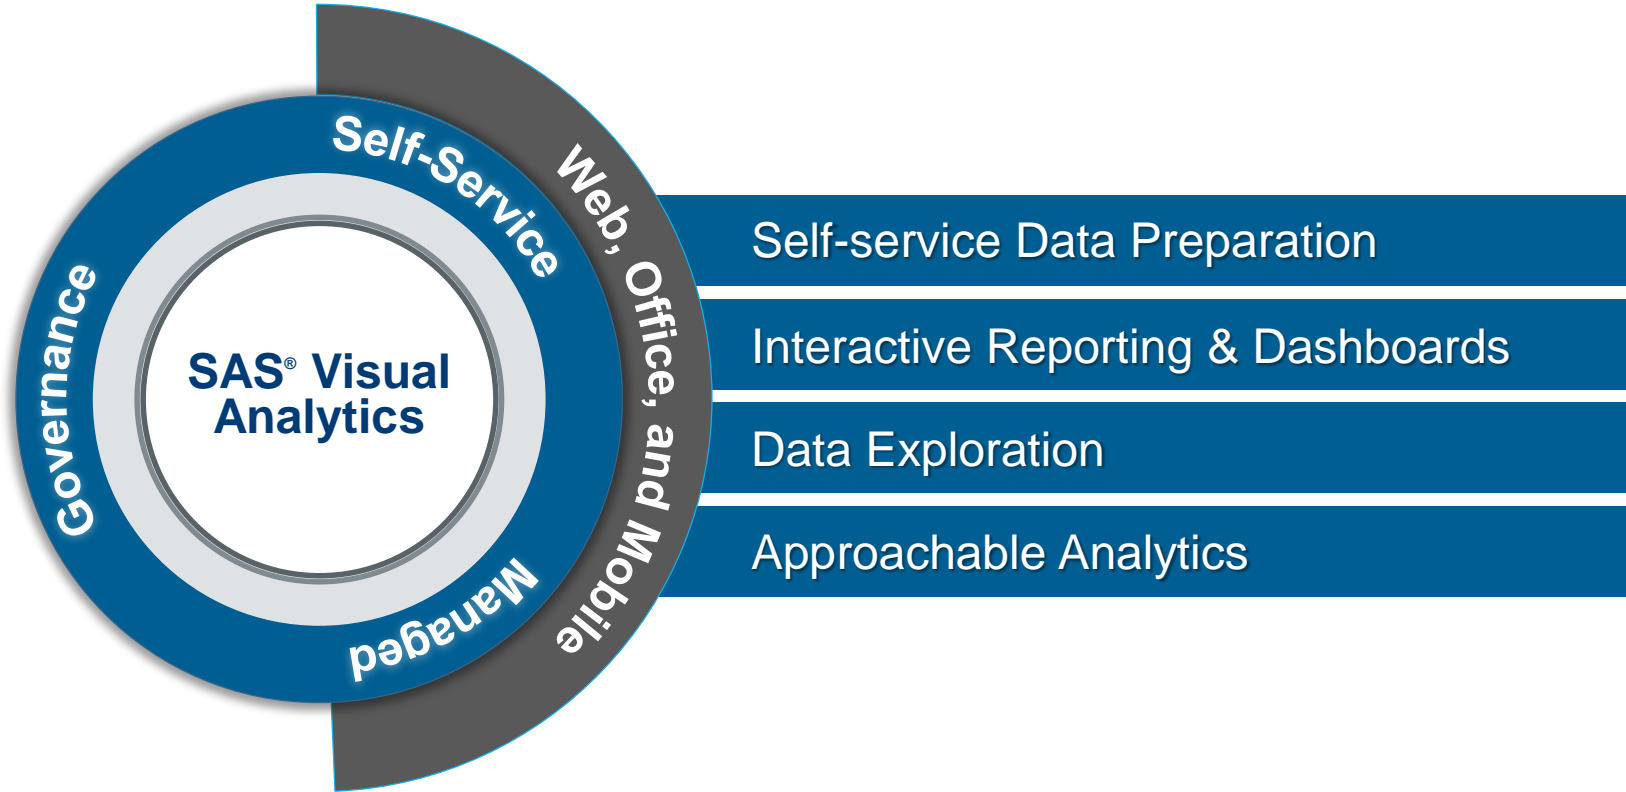 Self-Service
Web, Office, and Mobile
Governance
SAS® Visual
Analytics
Managed
Self-service Data Preparation
Interactive Reporting & Dashboards
Data Exploration
Approachable Analytics